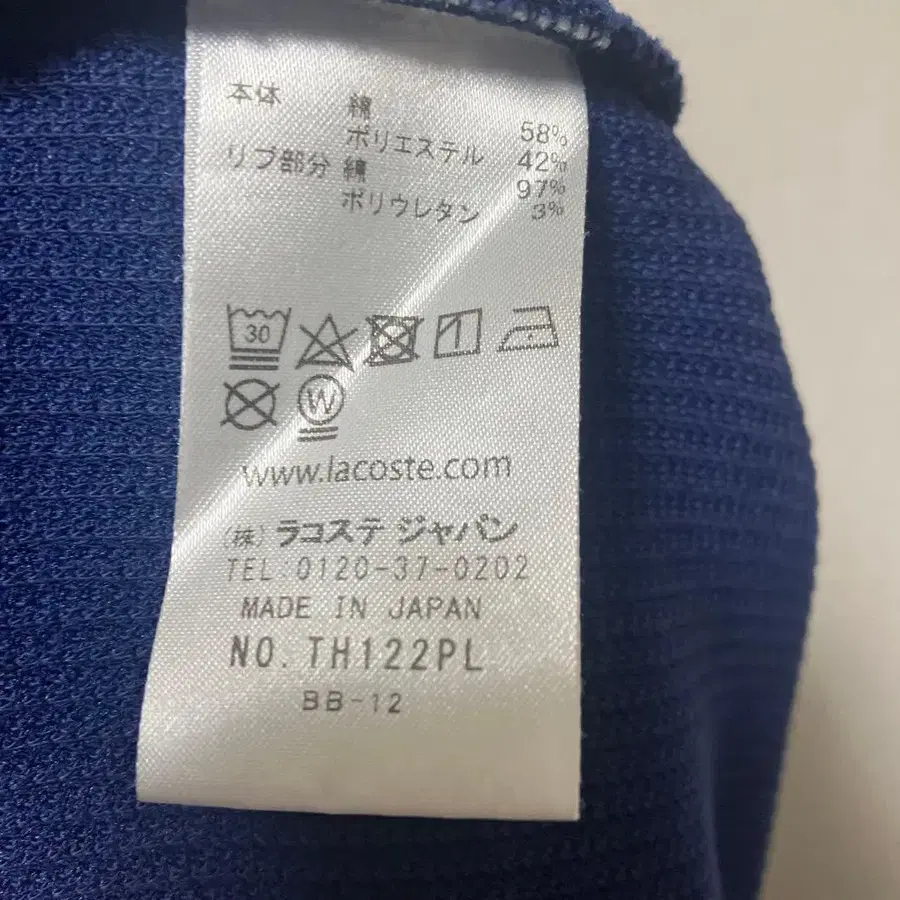 本体 綿 58%
ポリエステル 42%
リブ部分 綿 97%
ポリウレタン 3%
30
W
www.lacoste.com
(株) ラコステ ジャパン
TEL:0120-37-0202
MADE IN JAPAN
NO. TH122PL
BB-12